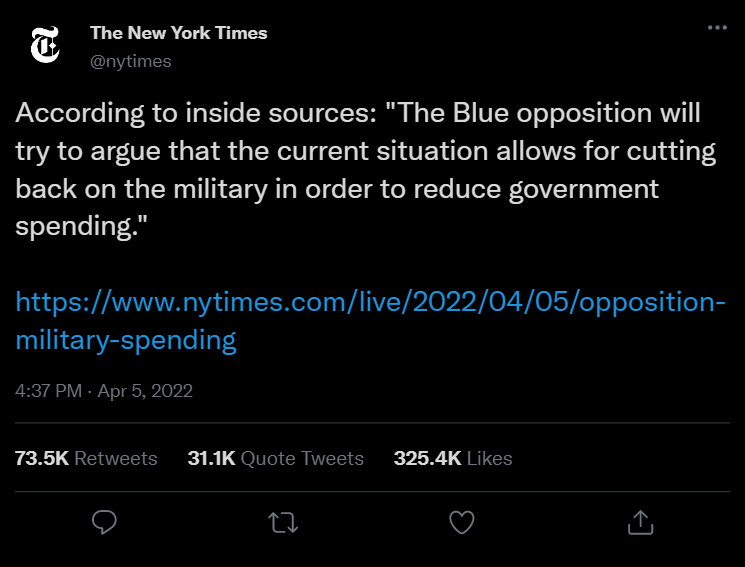 The New York Times
@nytimes
According to inside sources: "The Blue opposition will
try to argue that the current situation allows for cutting
back on the military in order to reduce government
spending."
https://www.nytimes.com/live/2022/04/05/opposition-
military-spending
4:37 PM · Apr 5, 2022
73.5K Retweets 31.1K Quote Tweets 325.4K Likes